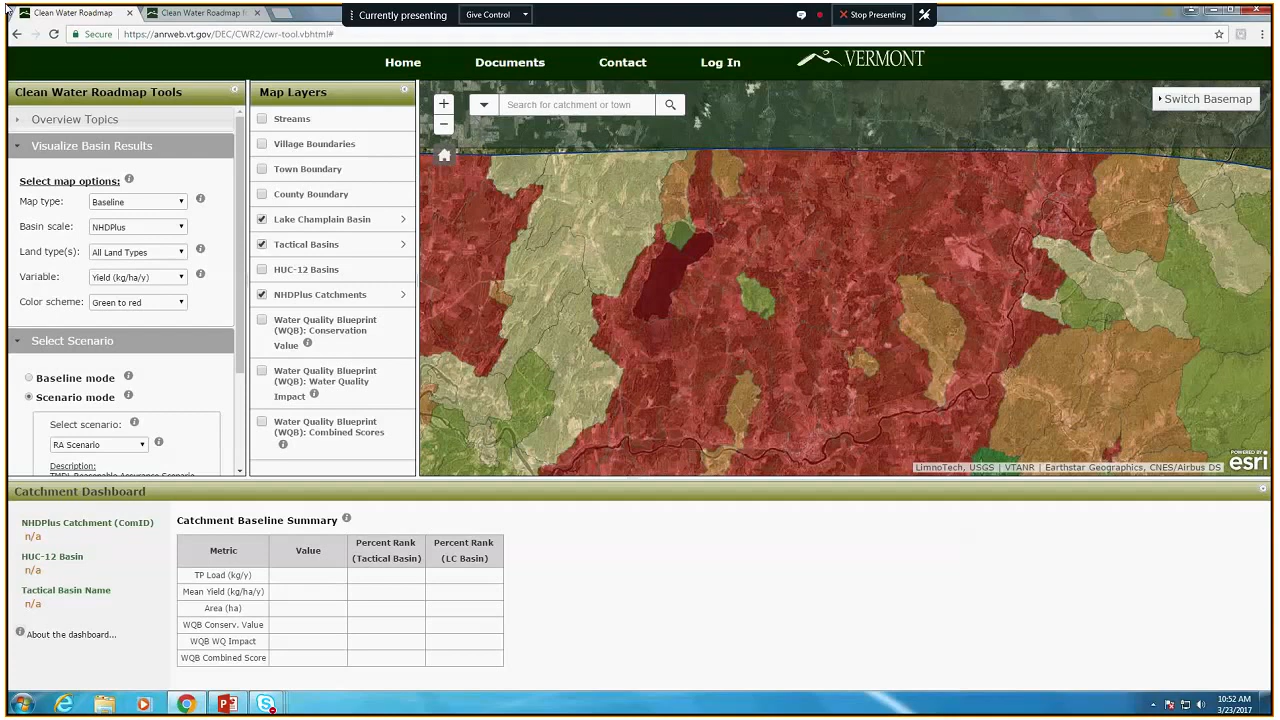 Clean Water Roadmap
Clean Water Roadmap f
Currently presenting
Give Control
Stop Presenting
Secure
https://anrweb.vt.gov/DEC/CWR2/cwr-tool.vbhtml#
Home
Documents
Contact
Log In
VERMONT
Clean Water Roadmap Tools
Overview Topics
Visualize Basin Results
Select map options:
Map type: Baseline
Basin scale: NHDPlus
Land type(s): All Land Types
Variable: Yield (kg/ha/y)
Color scheme: Green to red
Select Scenario
Baseline mode
Scenario mode
Select scenario:
RA Scenario
Description:
TMDL Reasonable Assurance Scenario
Map Layers
Streams
Village Boundaries
Town Boundary
County Boundary
Lake Champlain Basin
Tactical Basins
HUC-12 Basins
NHDPlus Catchments
Water Quality Blueprint
(WQB): Conservation
Value
Water Quality Blueprint
(WQB): Water Quality
Impact
Water Quality Blueprint
(WQB): Combined Scores
+
−
Search for catchment or town
Switch Basemap
LimnoTech, USGS | VTANR | Earthstar Geographics, CNES/Airbus DS
POWERED BY
esri
Catchment Dashboard
NHDPlus Catchment (ComID)
n/a
HUC-12 Basin
n/a
Tactical Basin Name
n/a
About the dashboard...
Catchment Baseline Summary
Metric
Value
Percent Rank
(Tactical Basin)
Percent Rank
(LC Basin)
TP Load (kg/y)
Mean Yield (kg/ha/y)
Area (ha)
WQB Conserv. Value
WQB WQ Impact
WQB Combined Score
10:52 AM
3/23/2017